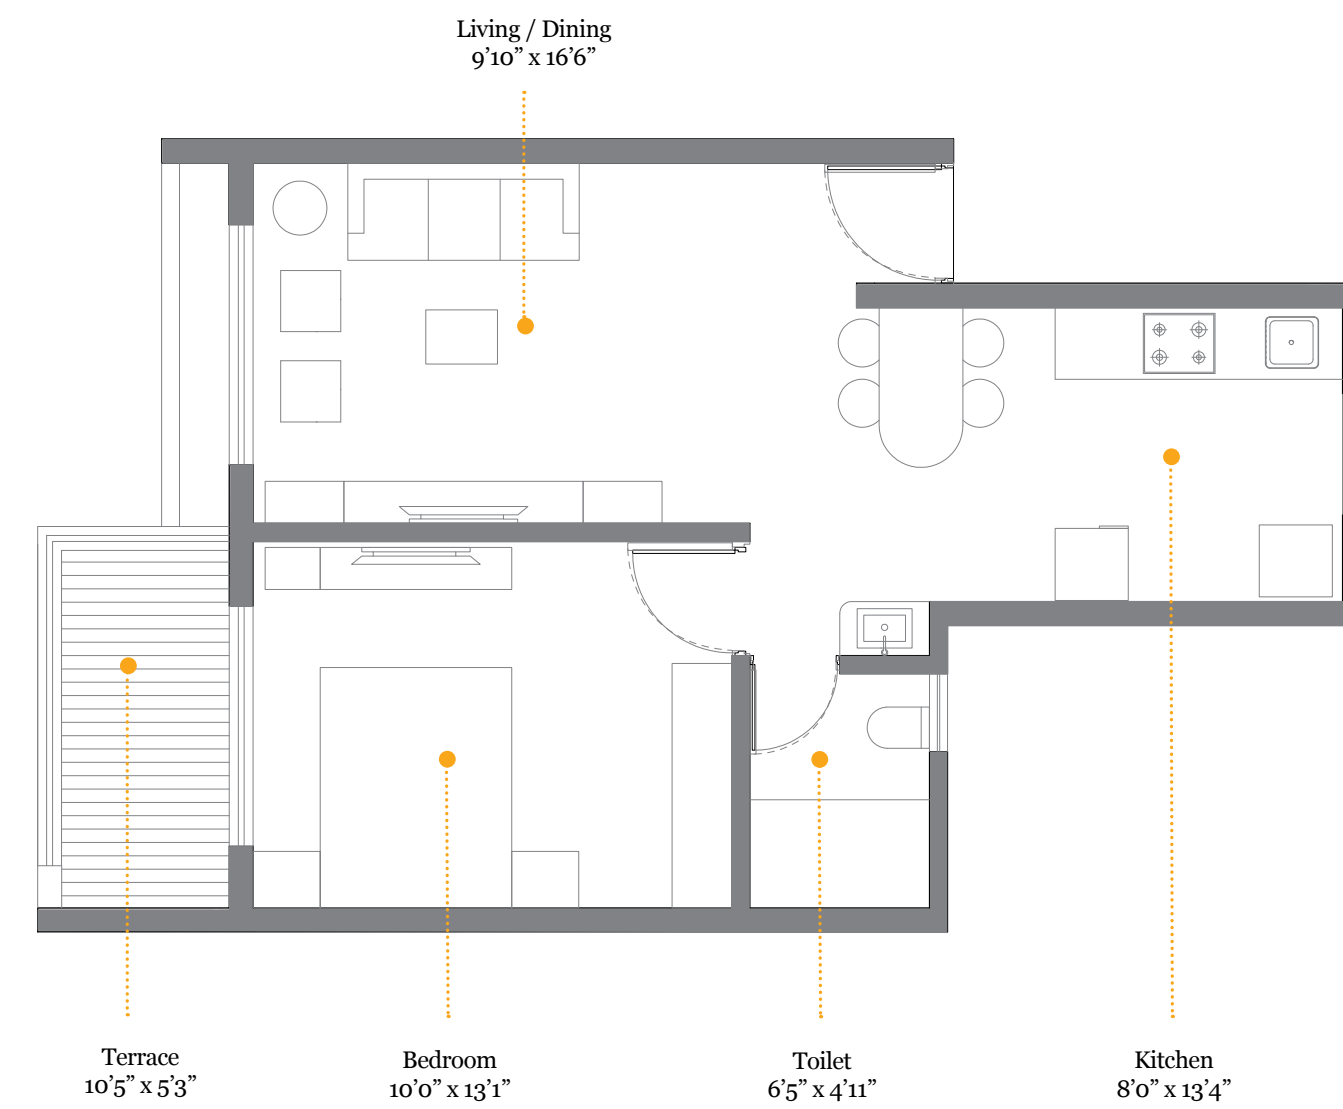 Living / Dining
9’10” x 16’6”
Terrace
10’5” x 5’3”
Bedroom
10’0” x 13’1”
Toilet
6’5” x 4’11”
Kitchen
8’0” x 13’4”